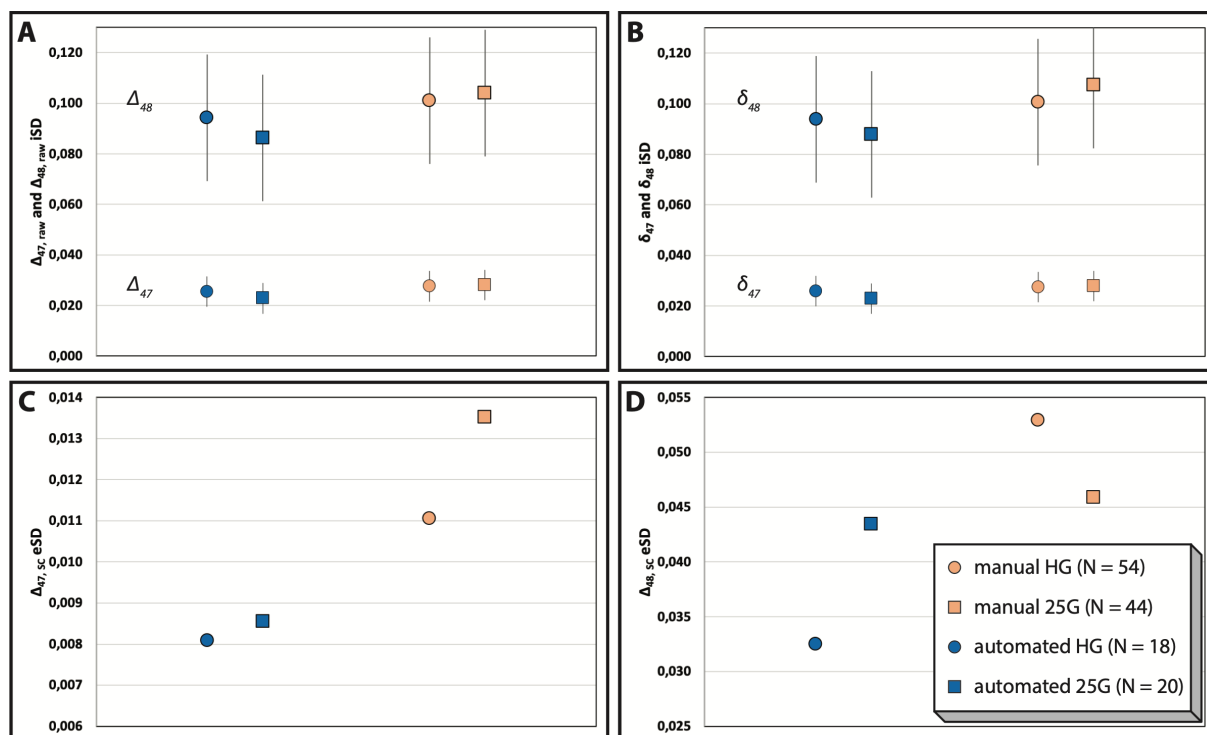 A
Δ47, raw and Δ48, raw iSD
0,120
0,100
0,080
0,060
0,040
0,020
0,000
Δ48
Δ47
B
δ47 and δ48 iSD
0,120
0,100
0,080
0,060
0,040
0,020
0,000
δ48
δ47
C
Δ47, SC eSD
0,014
0,013
0,012
0,011
0,010
0,009
0,008
0,007
0,006
D
Δ48, SC eSD
0,055
0,050
0,045
0,040
0,035
0,030
0,025
manual HG (N = 54)
manual 25G (N = 44)
automated HG (N = 18)
automated 25G (N = 20)